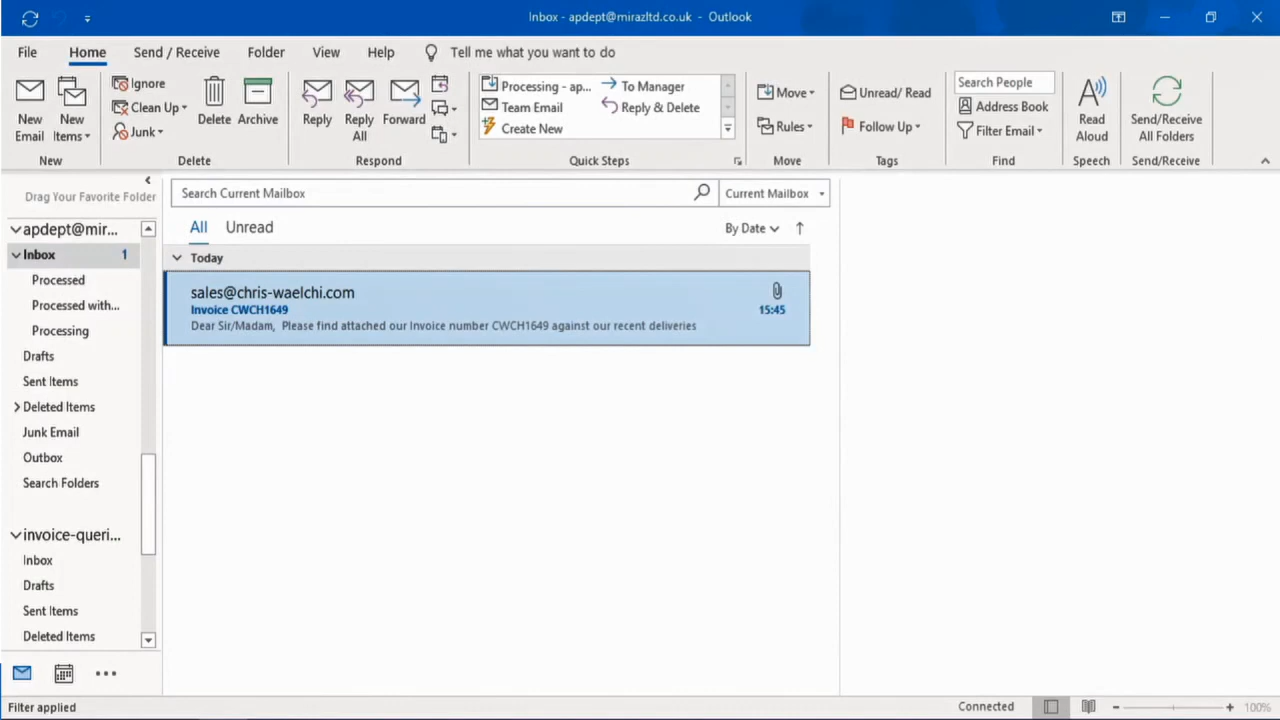 Inbox - apdept@mirazltd.co.uk - Outlook
File Home Send / Receive Folder View Help Tell me what you want to do
New Email
New Items
New
Ignore
Clean Up
Junk
Delete
Archive
Delete
Reply
Reply All
Forward
Respond
Processing - ap...
To Manager
Team Email
Reply & Delete
Create New
Quick Steps
Move
Rules
Move
Unread/ Read
Follow Up
Tags
Search People
Address Book
Filter Email
Find
Read Aloud
Speech
Send/Receive All Folders
Send/Receive
Drag Your Favorite Folder
apdept@mir...
Inbox 1
Processed
Processed with...
Processing
Drafts
Sent Items
Deleted Items
Junk Email
Outbox
Search Folders
invoice-queri...
Inbox
Drafts
Sent Items
Deleted Items
Search Current Mailbox
Current Mailbox
All Unread
By Date
Today
sales@chris-waelchi.com
Invoice CWCH1649 15:45
Dear Sir/Madam, Please find attached our Invoice number CWCH1649 against our recent deliveries
Filter applied
Connected
100%